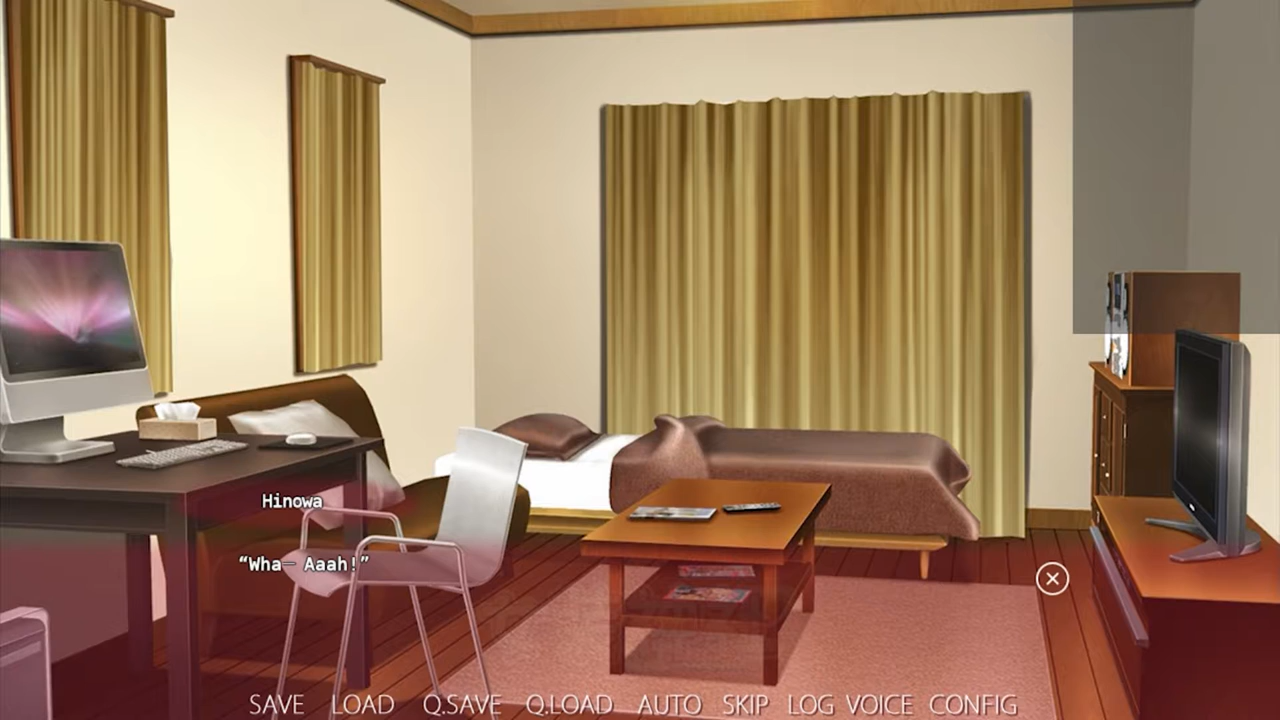 Hinowa
“Wha— Aaah!”
SAVE LOAD Q.SAVE Q.LOAD AUTO SKIP LOG VOICE CONFIG